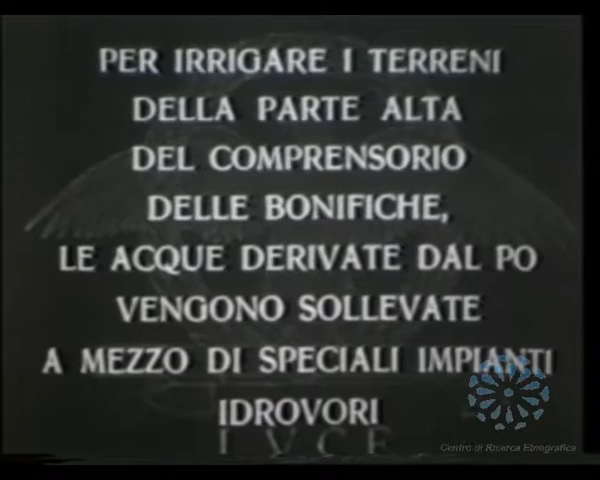 PER IRRIGARE I TERRENI
DELLA PARTE ALTA
DEL COMPRENSORIO
DELLE BONIFICHE,
LE ACQUE DERIVATE DAL PO
VENGONO SOLLEVATE
A MEZZO DI SPECIALI IMPIANTI
IDROVORI
LVCE
Centro di Ricerca Etnografica